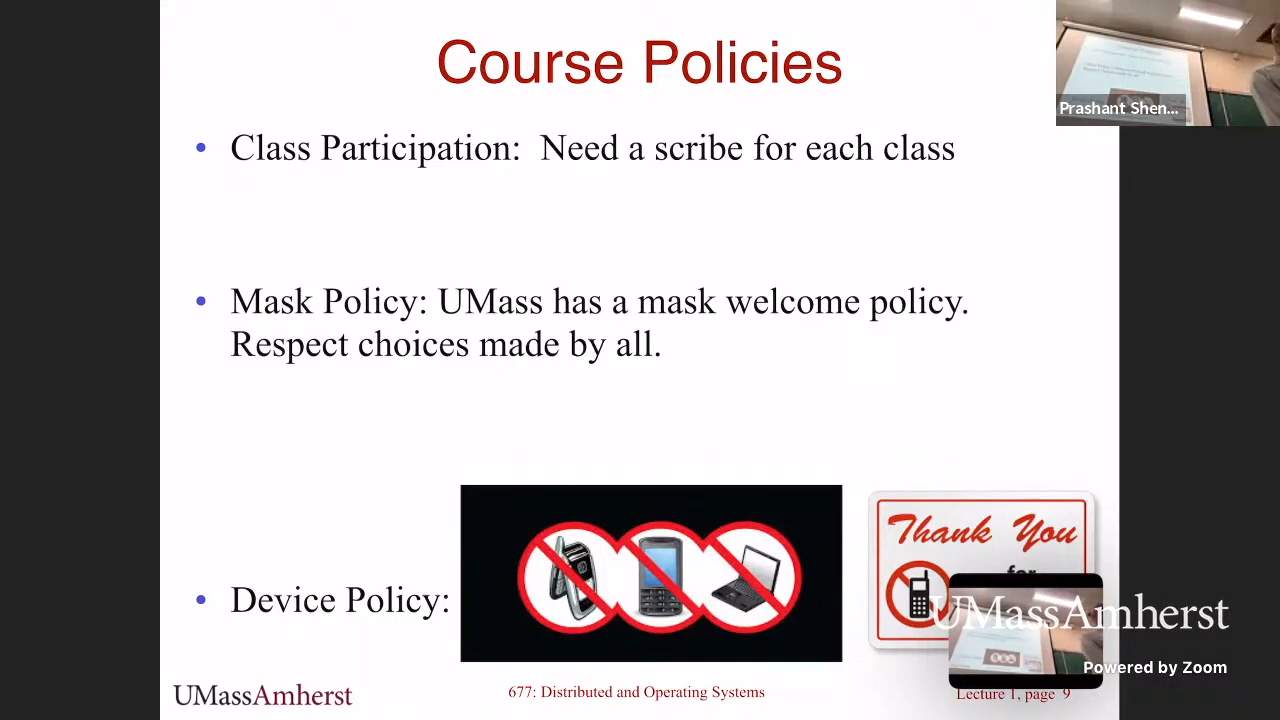 Course Policies
Prashant Shen...
• Class Participation: Need a scribe for each class
• Mask Policy: UMass has a mask welcome policy.
Respect choices made by all.
Thank You
for
• Device Policy:
UMassAmherst
Powered by Zoom
UMassAmherst
677: Distributed and Operating Systems
Lecture 1, page 9